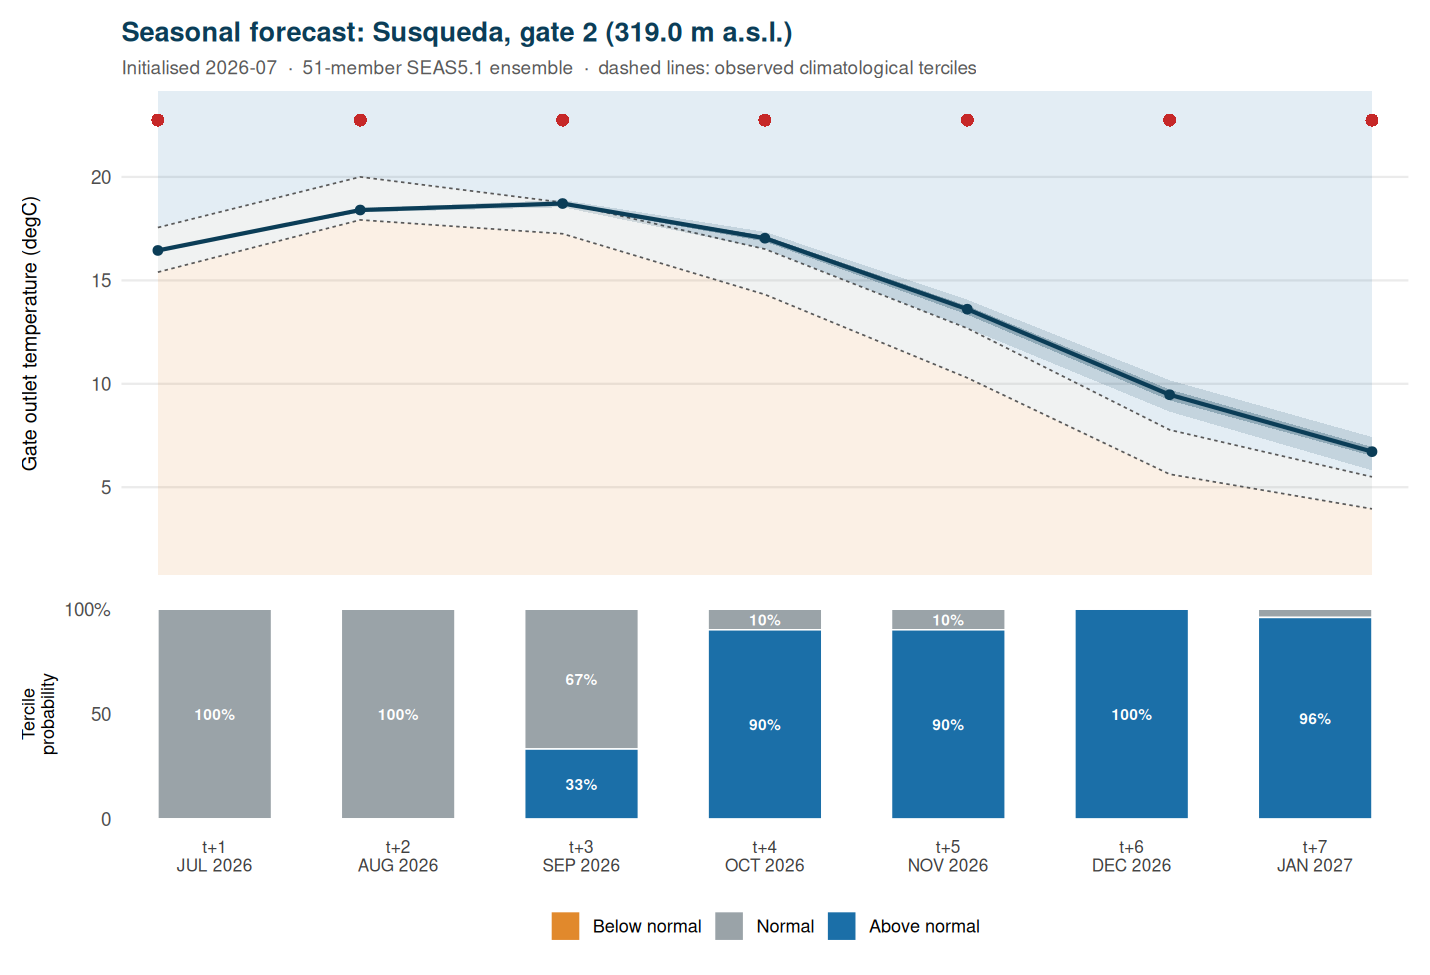 Seasonal forecast: Susqueda, gate 2 (319.0 m a.s.l.)
Initialised 2026-07 · 51-member SEAS5.1 ensemble · dashed lines: observed climatological terciles
Gate outlet temperature (degC)
20
15
10
5
Tercile
probability
100%
50
0
100%
100%
67%
33%
10%
90%
10%
90%
100%
96%
t+1
JUL 2026
t+2
AUG 2026
t+3
SEP 2026
t+4
OCT 2026
t+5
NOV 2026
t+6
DEC 2026
t+7
JAN 2027
Below normal
Normal
Above normal